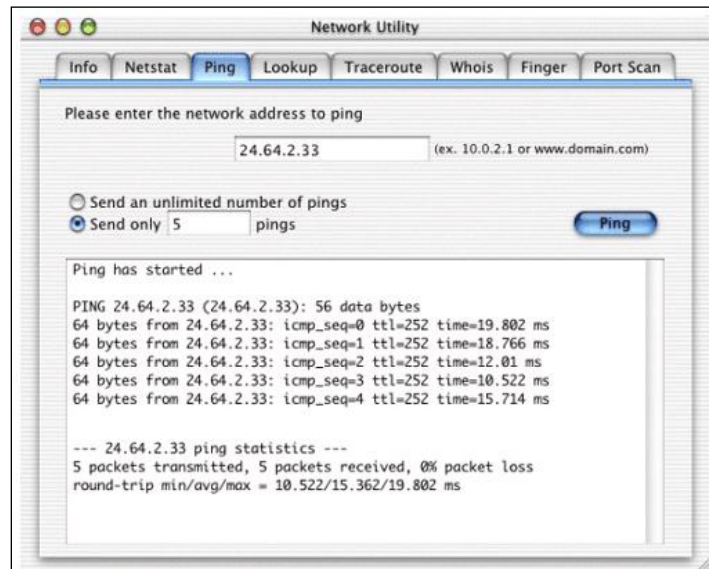 Network Utility
Info Netstat Ping Lookup Traceroute Whois Finger Port Scan
Please enter the network address to ping
24.64.2.33 (ex. 10.0.2.1 or www.domain.com)
Send an unlimited number of pings
Send only 5 pings
Ping
Ping has started ...
PING 24.64.2.33 (24.64.2.33): 56 data bytes
64 bytes from 24.64.2.33: icmp_seq=0 ttl=252 time=19.802 ms
64 bytes from 24.64.2.33: icmp_seq=1 ttl=252 time=18.766 ms
64 bytes from 24.64.2.33: icmp_seq=2 ttl=252 time=12.01 ms
64 bytes from 24.64.2.33: icmp_seq=3 ttl=252 time=10.522 ms
64 bytes from 24.64.2.33: icmp_seq=4 ttl=252 time=15.714 ms
--- 24.64.2.33 ping statistics ---
5 packets transmitted, 5 packets received, 0% packet loss
round-trip min/avg/max = 10.522/15.362/19.802 ms